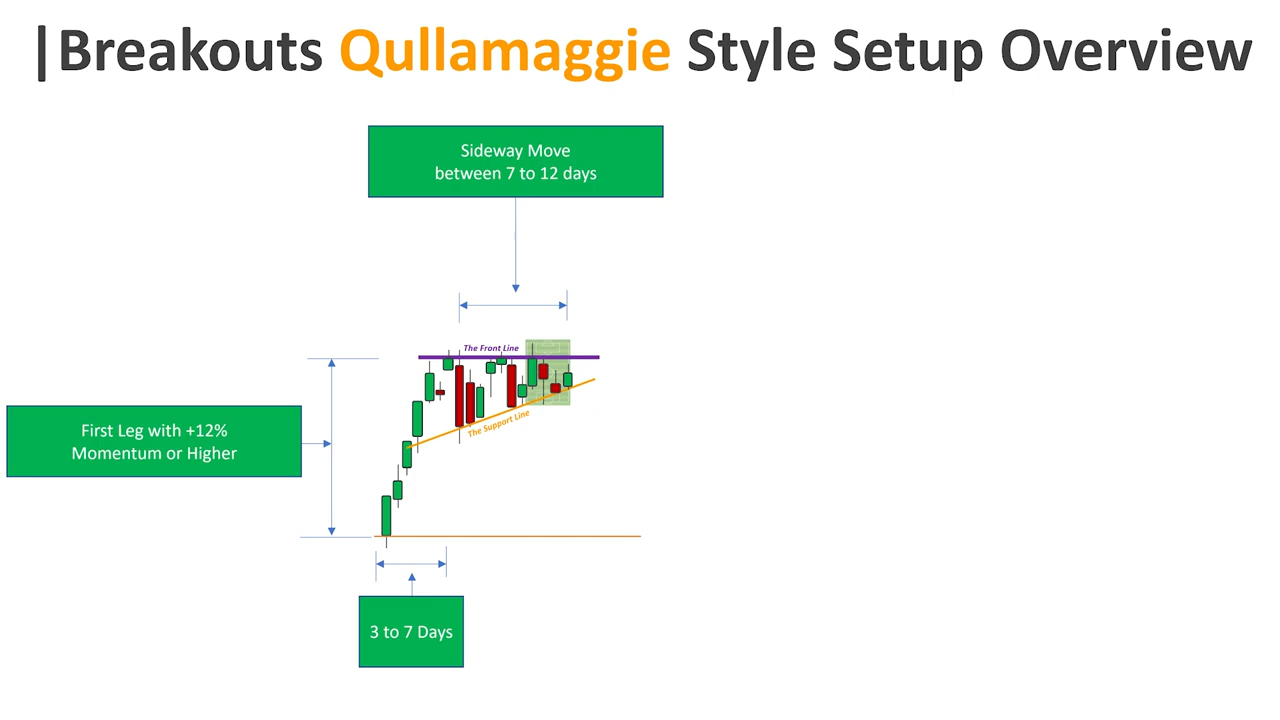 |Breakouts Qullamaggie Style Setup Overview
Sideway Move
between 7 to 12 days
The Front Line
The Support Line
First Leg with +12%
Momentum or Higher
3 to 7 Days